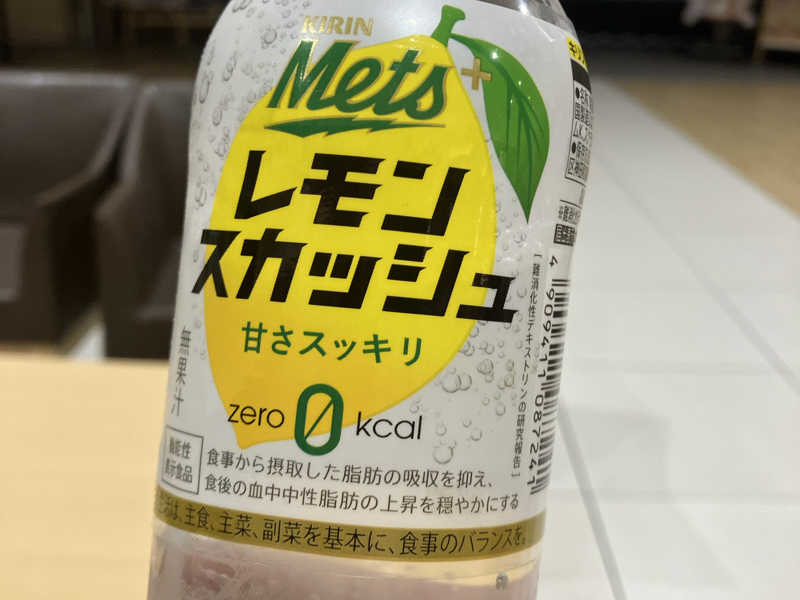 KIRIN
Mets+
レモン
スカッシュ
甘さスッキリ
無果汁
zero 0 kcal
機能性
表示食品
食事から摂取した脂肪の吸収を抑え、
食後の血中中性脂肪の上昇を穏やかにする
は、主食、主菜、副菜を基本に、食事のバランスを。
[難消化性デキストリンの研究報告]
4 909411 087241